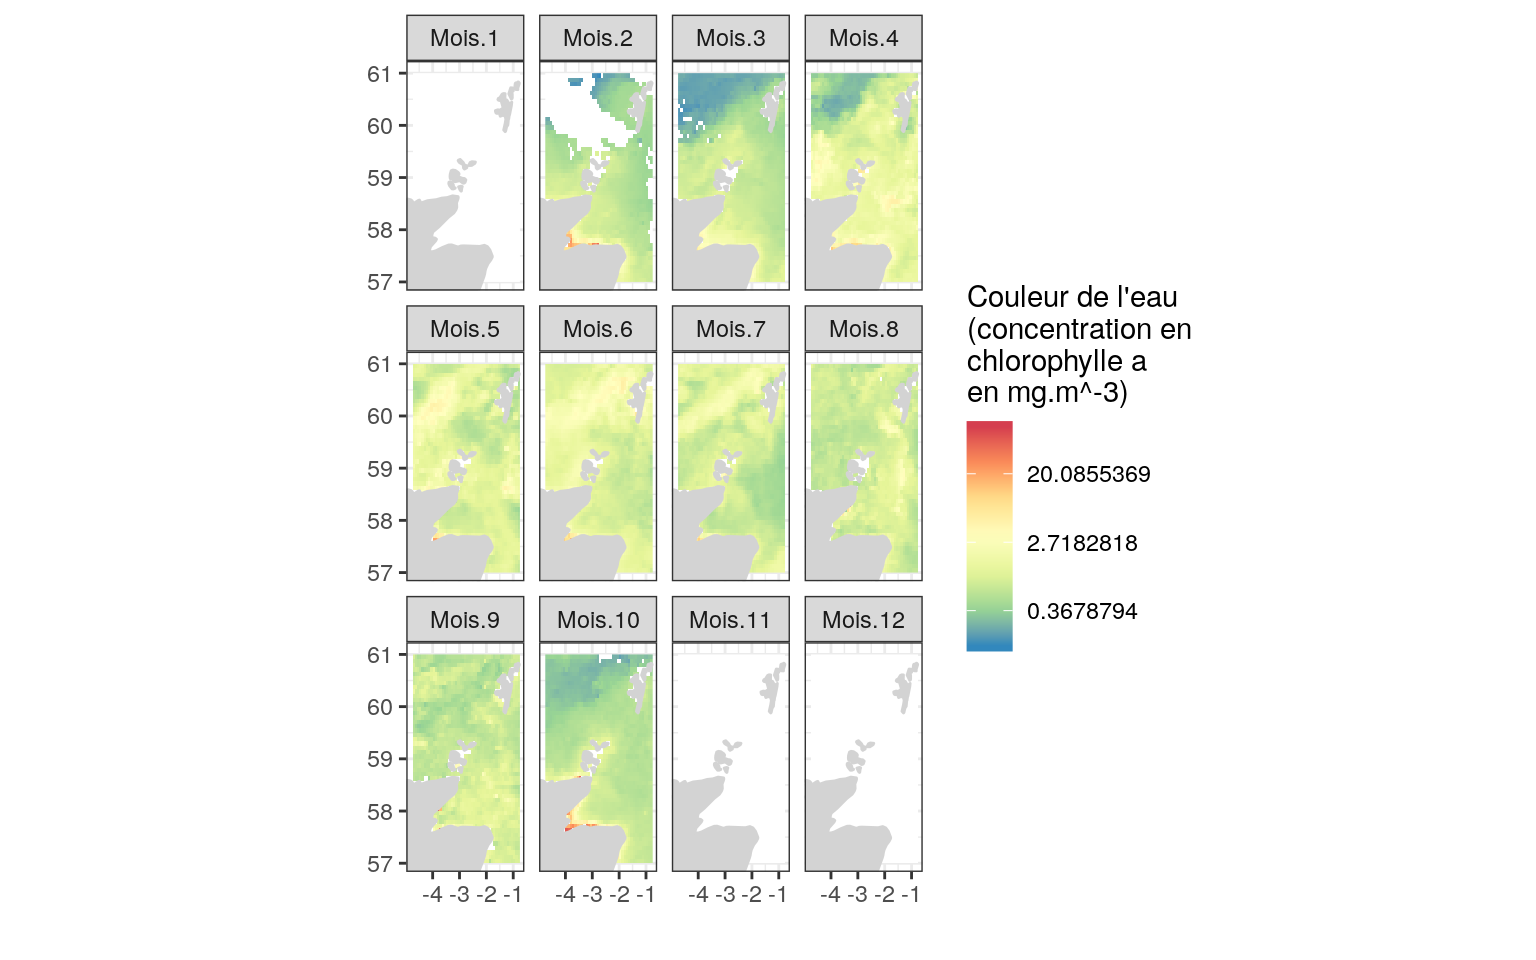 Mois.1 Mois.2 Mois.3 Mois.4
61
60
59
58
57
Mois.5 Mois.6 Mois.7 Mois.8
61
60
59
58
57
Mois.9 Mois.10 Mois.11 Mois.12
61
60
59
58
57
-4 -3 -2 -1 -4 -3 -2 -1 -4 -3 -2 -1 -4 -3 -2 -1
Couleur de l'eau
(concentration en
chlorophylle a
en mg.m^-3)
20.0855369
2.7182818
0.3678794